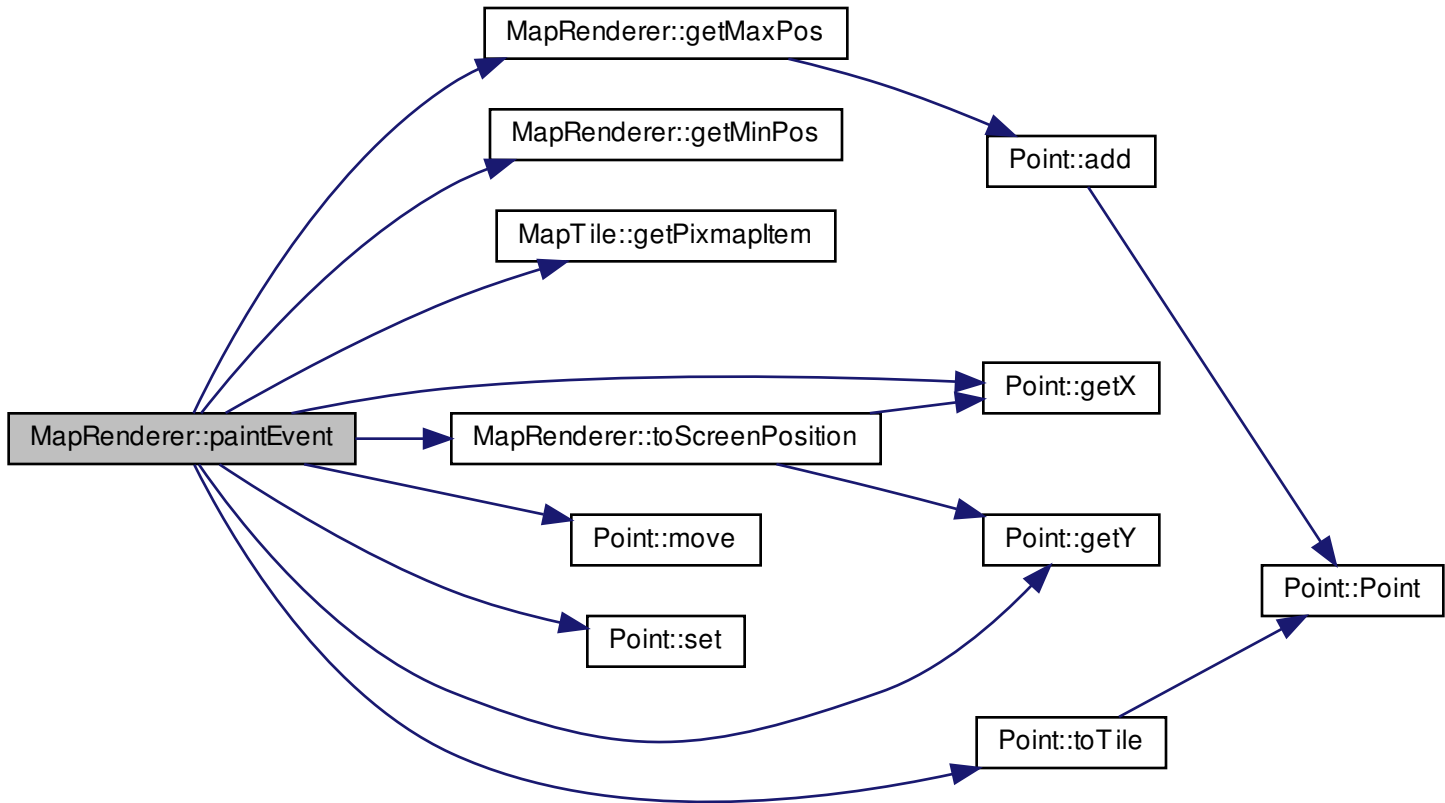 MapRenderer::getMaxPos
MapRenderer::getMinPos
Point::add
MapTile::getPixmapItem
Point::getX
MapRenderer::paintEvent
MapRenderer::toScreenPosition
Point::move
Point::getY
Point::Point
Point::set
Point::toTile